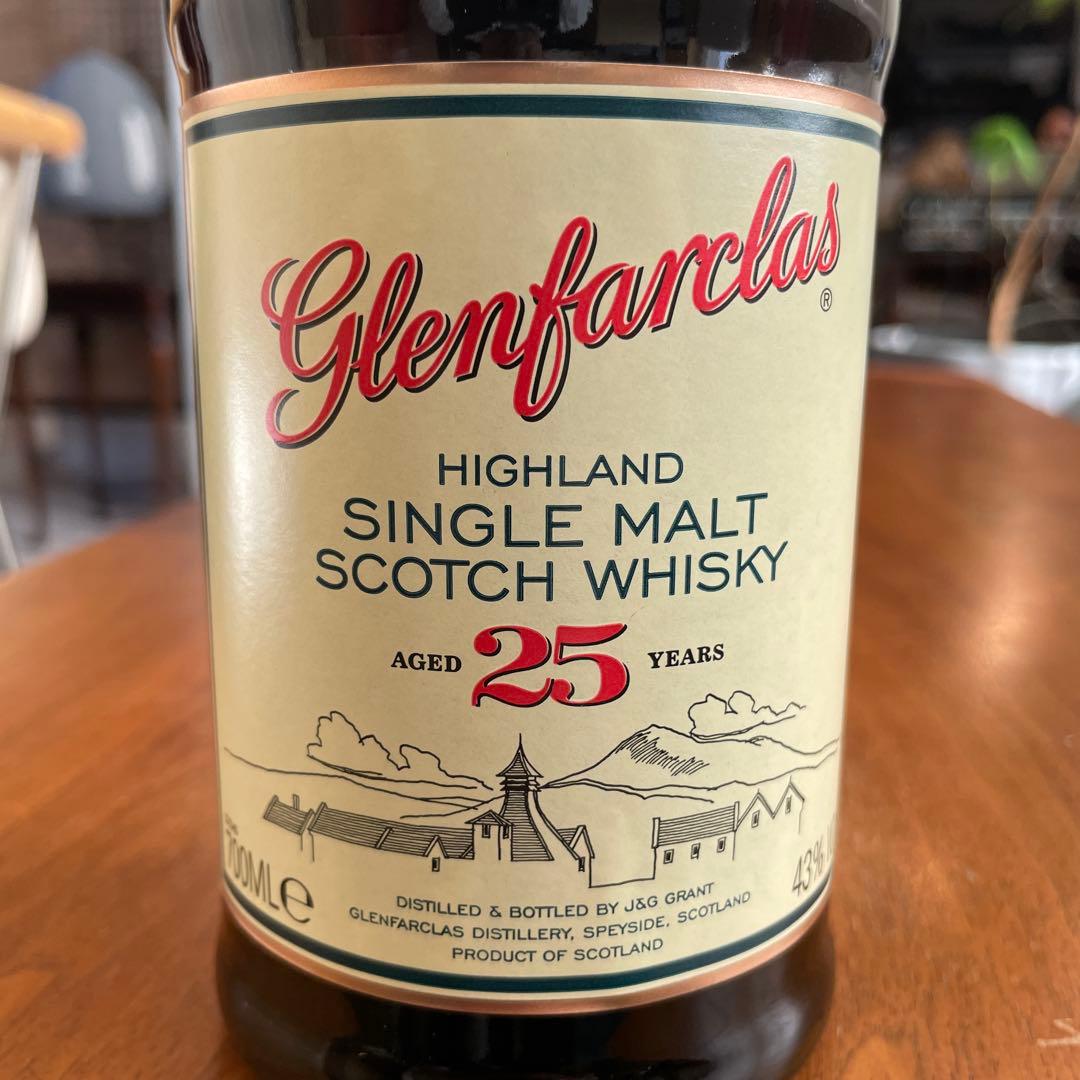 Glenfarclas
®
HIGHLAND
SINGLE MALT
SCOTCH WHISKY
AGED 25 YEARS
700ML e
43%
DISTILLED & BOTTLED BY J&G GRANT
GLENFARCLAS DISTILLERY, SPEYSIDE, SCOTLAND
PRODUCT OF SCOTLAND